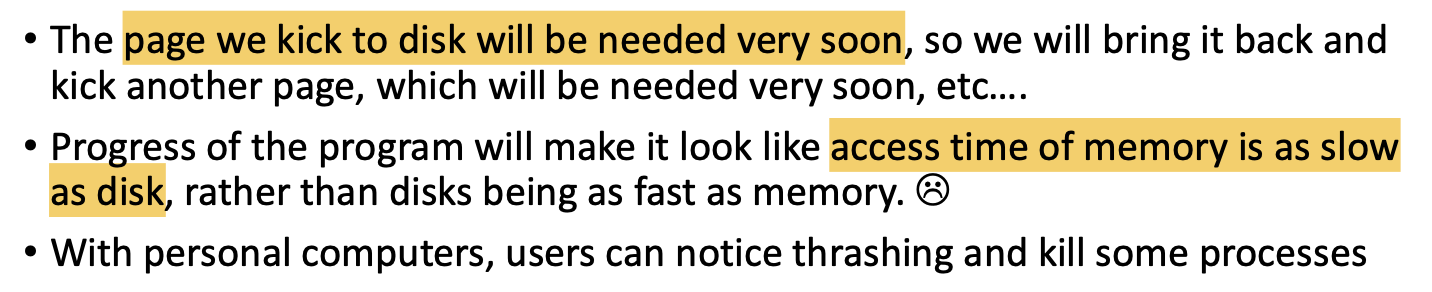 • The page we kick to disk will be needed very soon, so we will bring it back and
kick another page, which will be needed very soon, etc….
• Progress of the program will make it look like access time of memory is as slow
as disk, rather than disks being as fast as memory. ☹
• With personal computers, users can notice thrashing and kill some processes